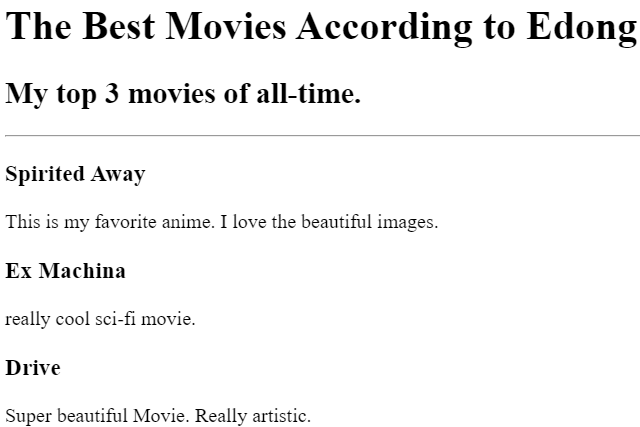 The Best Movies According to Edong
My top 3 movies of all-time.
Spirited Away
This is my favorite anime. I love the beautiful images.
Ex Machina
really cool sci-fi movie.
Drive
Super beautiful Movie. Really artistic.